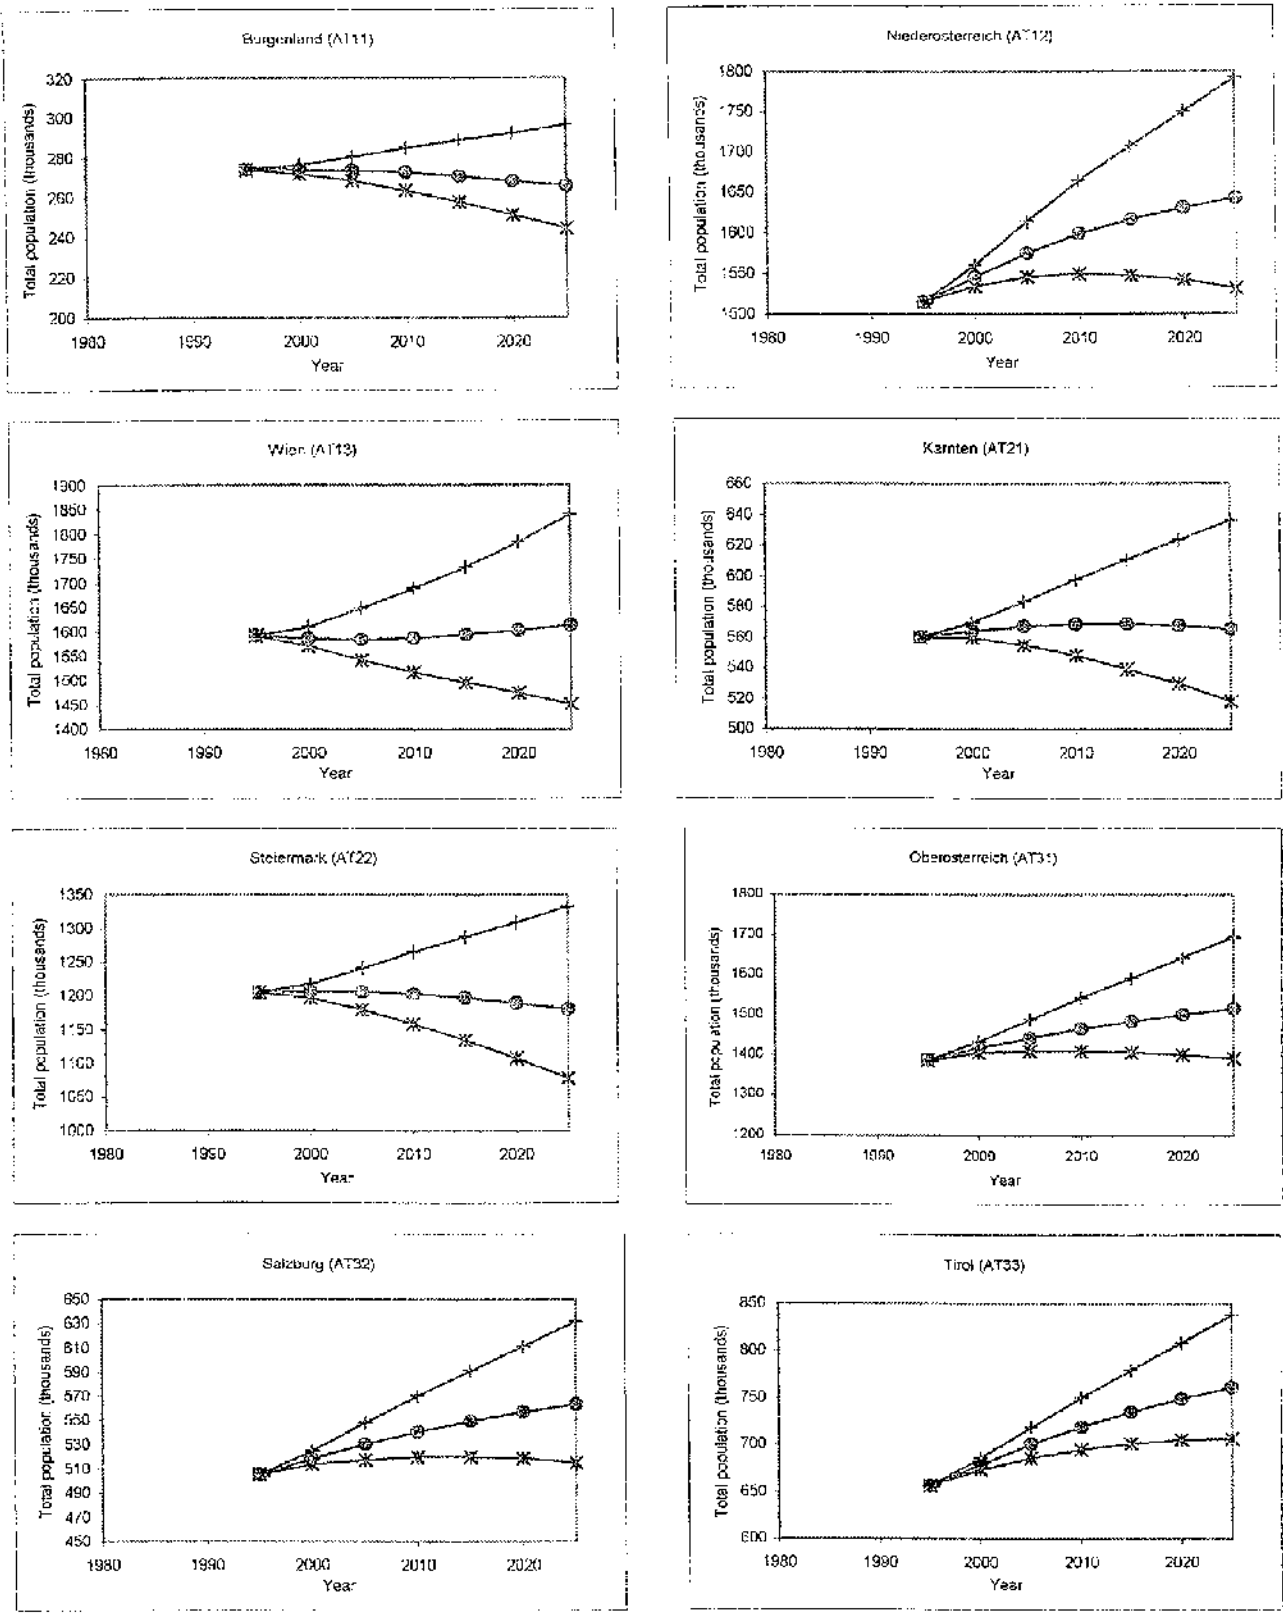 Burgenland (AT11)
Total population (thousands)
320
300
280
260
240
220
200
1980 1990 2000 2010 2020
Year
Niederosterreich (AT12)
Total population (thousands)
1800
1750
1700
1650
1600
1550
1500
1980 1990 2000 2010 2020
Year
Wien (AT13)
Total population (thousands)
1900
1850
1800
1750
1700
1650
1600
1550
1500
1450
1400
1980 1990 2000 2010 2020
Year
Karnten (AT21)
Total population (thousands)
660
640
620
600
580
560
540
520
500
1980 1990 2000 2010 2020
Year
Steiermark (AT22)
Total population (thousands)
1350
1300
1250
1200
1150
1100
1050
1000
1980 1990 2000 2010 2020
Year
Oberosterreich (AT31)
Total population (thousands)
1800
1700
1600
1500
1400
1300
1200
1980 1990 2000 2010 2020
Year
Salzburg (AT32)
Total population (thousands)
650
630
610
590
570
550
530
510
490
470
450
1980 1990 2000 2010 2020
Year
Tirol (AT33)
Total population (thousands)
850
800
750
700
650
600
1980 1990 2000 2010 2020
Year